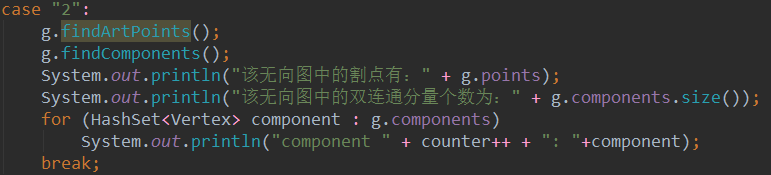 case "2":
g.findArtPoints();
g.findComponents();
System.out.println("该无向图中的割点有：" + g.points);
System.out.println("该无向图中的双连通分量个数为：" + g.components.size());
for (HashSet<Vertex> component : g.components)
System.out.println("component " + counter++ + ": "+component);
break;